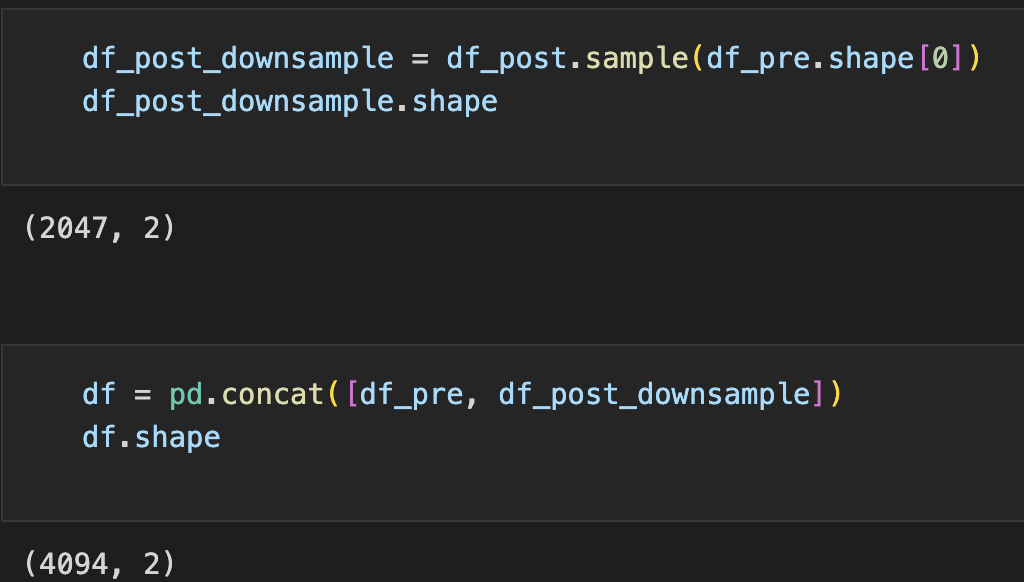 df_post_downsample = df_post.sample(df_pre.shape[0])
df_post_downsample.shape
(2047, 2)
df = pd.concat([df_pre, df_post_downsample])
df.shape
(4094, 2)